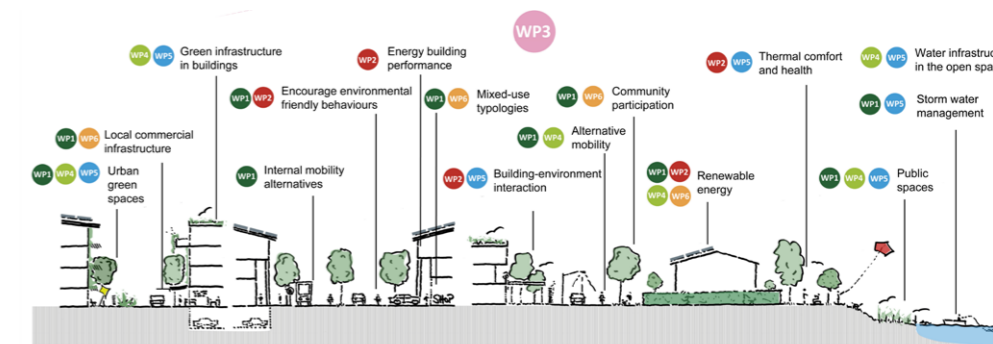 WP3
WP4 WP5 Green infrastructure
in buildings
WP2 Energy building
performance
WP2 WP5 Thermal comfort
and health
WP4 WP5 Water infrastruc
in the open spa
WP1 WP2 Encourage environmental
friendly behaviours
WP1 WP6 Mixed-use
typologies
WP1 WP6 Community
participation
WP1 WP5 Storm water
management
WP1 WP6 Local commercial
infrastructure
WP1 WP4 Alternative
mobility
WP1 WP4 WP5 Urban
green
spaces
WP1 Internal mobility
alternatives
WP2 WP5 Building-environment
interaction
WP1 WP2
WP4 WP6
Renewable
energy
WP1 WP4 WP5 Public
spaces
SHOP